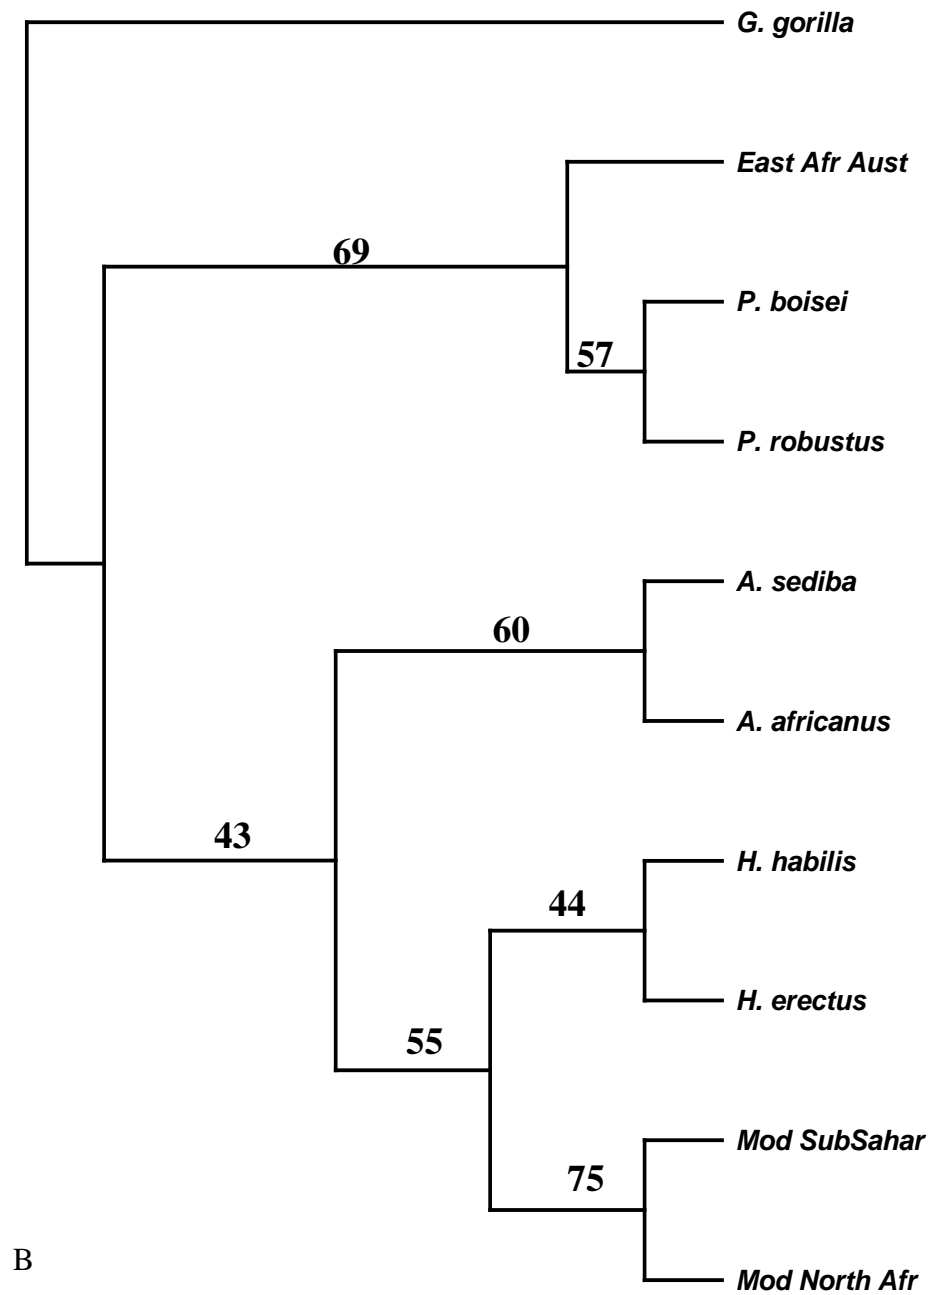 G. gorilla
East Afr Aust
69
P. boisei
57
P. robustus
A. sediba
60
A. africanus
43
H. habilis
44
H. erectus
55
Mod SubSahar
75
B
Mod North Afr